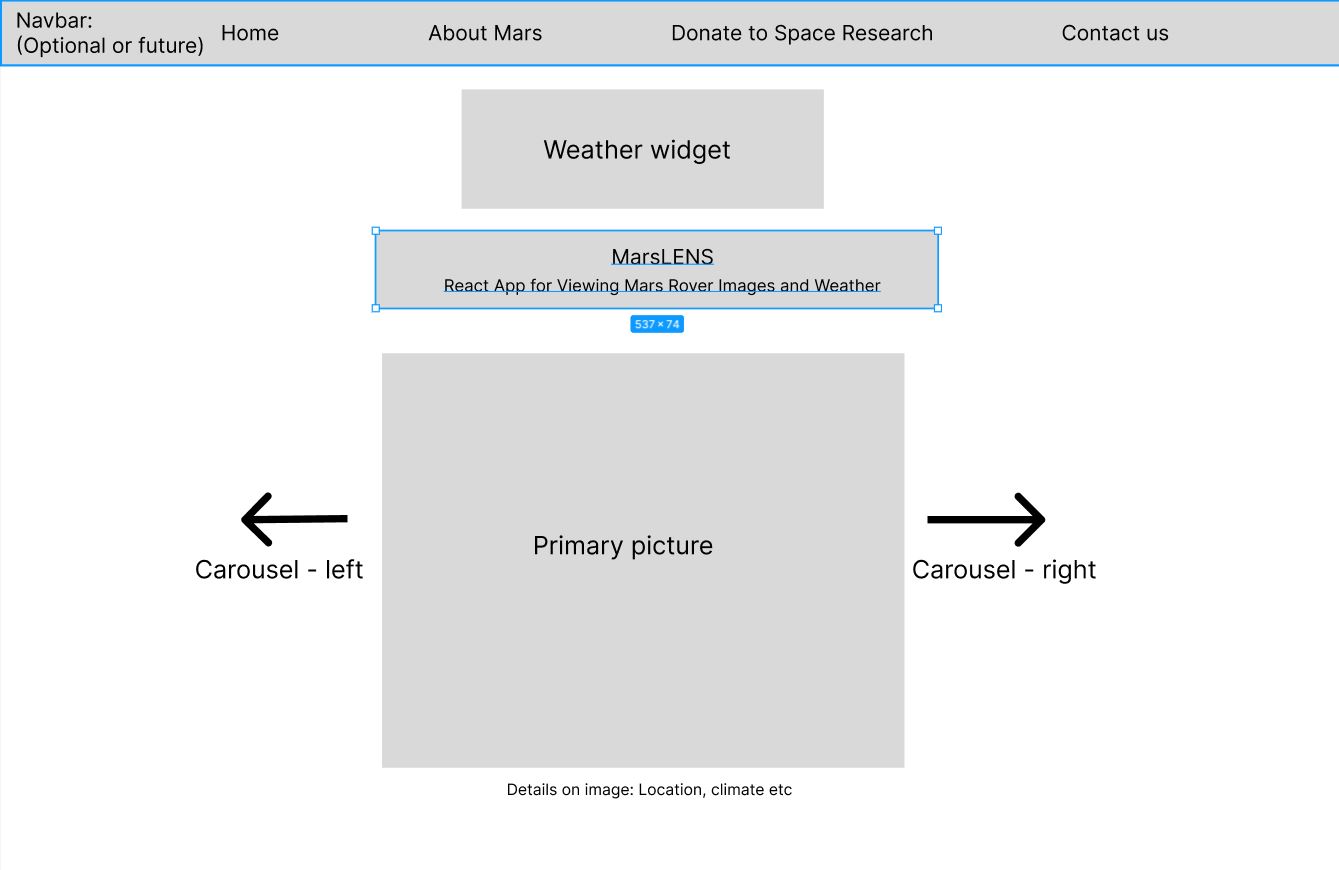 Navbar:
(Optional or future)
Home
About Mars
Donate to Space Research
Contact us
Weather widget
MarsLENS
React App for Viewing Mars Rover Images and Weather
537 × 74
Primary picture
Carousel - left
Carousel - right
Details on image: Location, climate etc